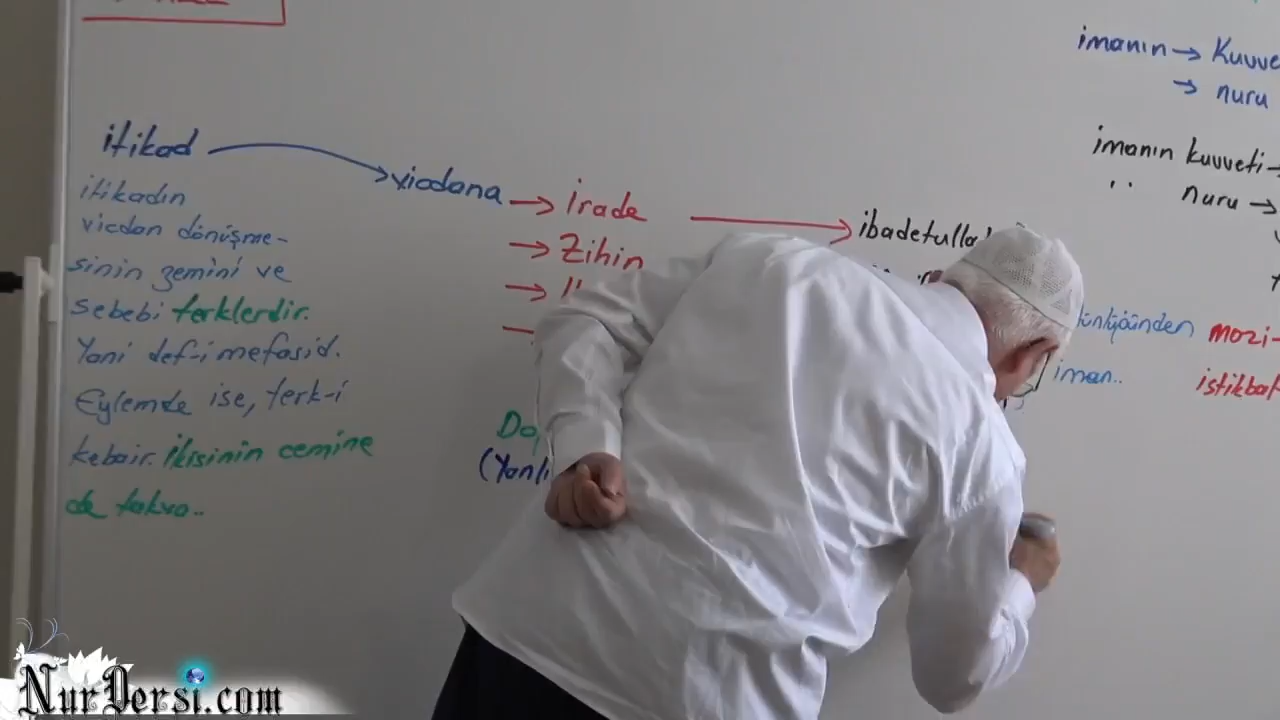 itikad
itikadın
vicdan dönüşme-
sinin zemini ve
sebebi terklerdir.
Yani def-i mefasid.
Eylemde ise, terk-i
kebair. İkisinin cemine
de takva..
vicdana
irade
Zihin
imanın → Kuvve
→ nuru
imanın kuvveti
nuru →
mazi-
iman..
istikbal
NurDersi.com